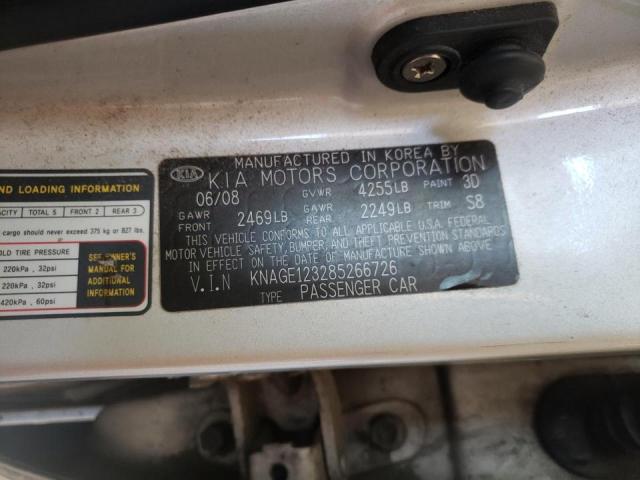 ND LOADING INFORMATION
ACITY TOTAL 5 FRONT 2 REAR 3
cargo should never exceed 375 kg or 827 lbs.
OLD TIRE PRESSURE
220kPa, 32psi
220kPa, 32psi
420kPa, 60psi
SEE OWNER'S
MANUAL FOR
ADDITIONAL
INFORMATION
MANUFACTURED IN KOREA BY
KIA KIA MOTORS CORPORATION
06/08 GVWR 4255LB PAINT 3D
GAWR FRONT 2469LB GAWR REAR 2249LB TRIM S8
THIS VEHICLE CONFORMS TO ALL APPLICABLE U.S.A. FEDERAL
MOTOR VEHICLE SAFETY, BUMPER, AND THEFT PREVENTION STANDARDS
IN EFFECT ON THE DATE OF MANUFACTURE SHOWN ABOVE.
V.I.N KNAGE123285266726
TYPE PASSENGER CAR